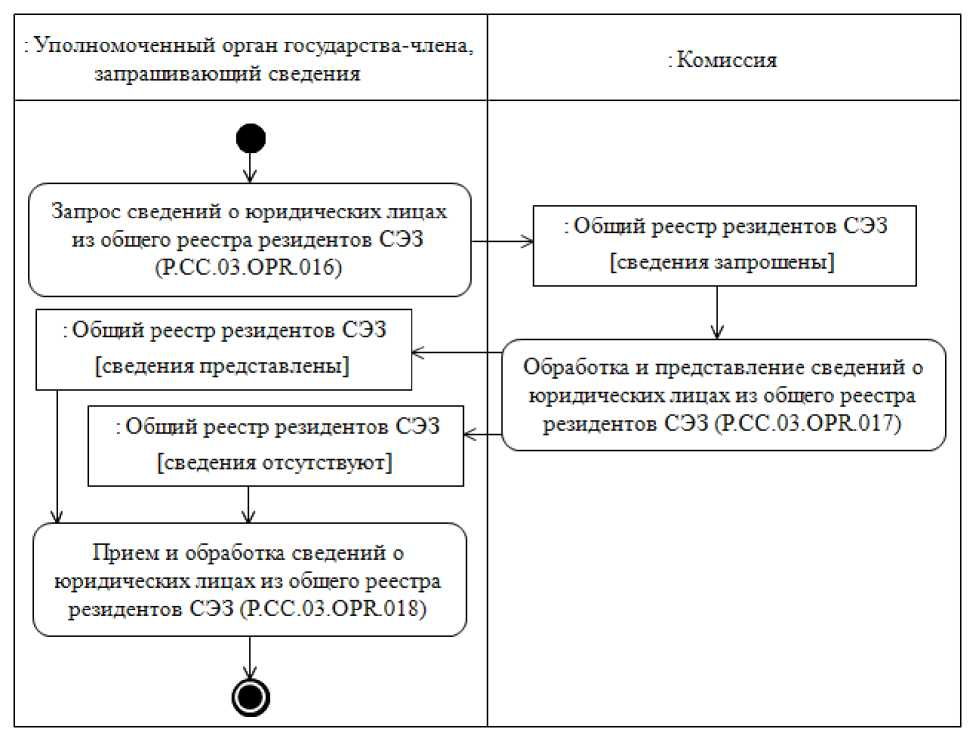 : Уполномоченный орган государства-члена,
запрашивающий сведения
: Комиссия
Запрос сведений о юридических лицах
из общего реестра резидентов СЭЗ
(P.CC.03.OPR.016)
: Общий реестр резидентов СЭЗ
[сведения запрошены]
: Общий реестр резидентов СЭЗ
[сведения представлены]
Обработка и представление сведений о
юридических лицах из общего реестра
резидентов СЭЗ (P.CC.03.OPR.017)
: Общий реестр резидентов СЭЗ
[сведения отсутствуют]
Прием и обработка сведений о
юридических лицах из общего реестра
резидентов СЭЗ (P.CC.03.OPR.018)